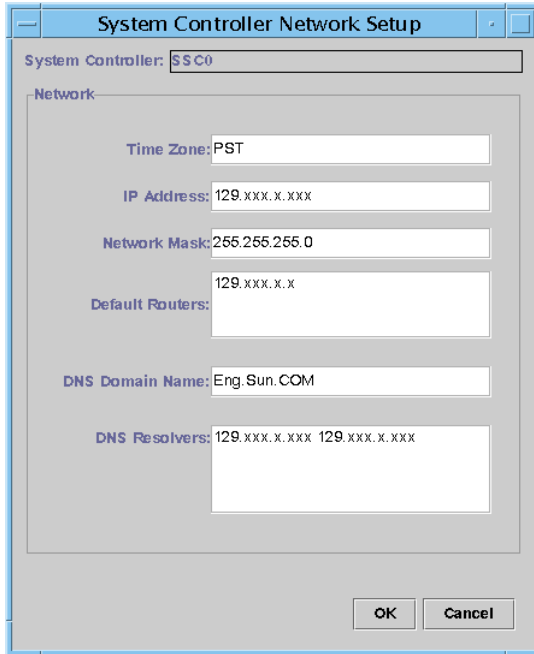 System Controller Network Setup
System Controller: SSC0
Network
Time Zone: PST
IP Address: 129.xxx.x.xxx
Network Mask: 255.255.255.0
Default Routers: 129.xxx.x.x
DNS Domain Name: Eng.Sun.COM
DNS Resolvers: 129.xxx.x.xxx 129.xxx.x.xxx
OK Cancel